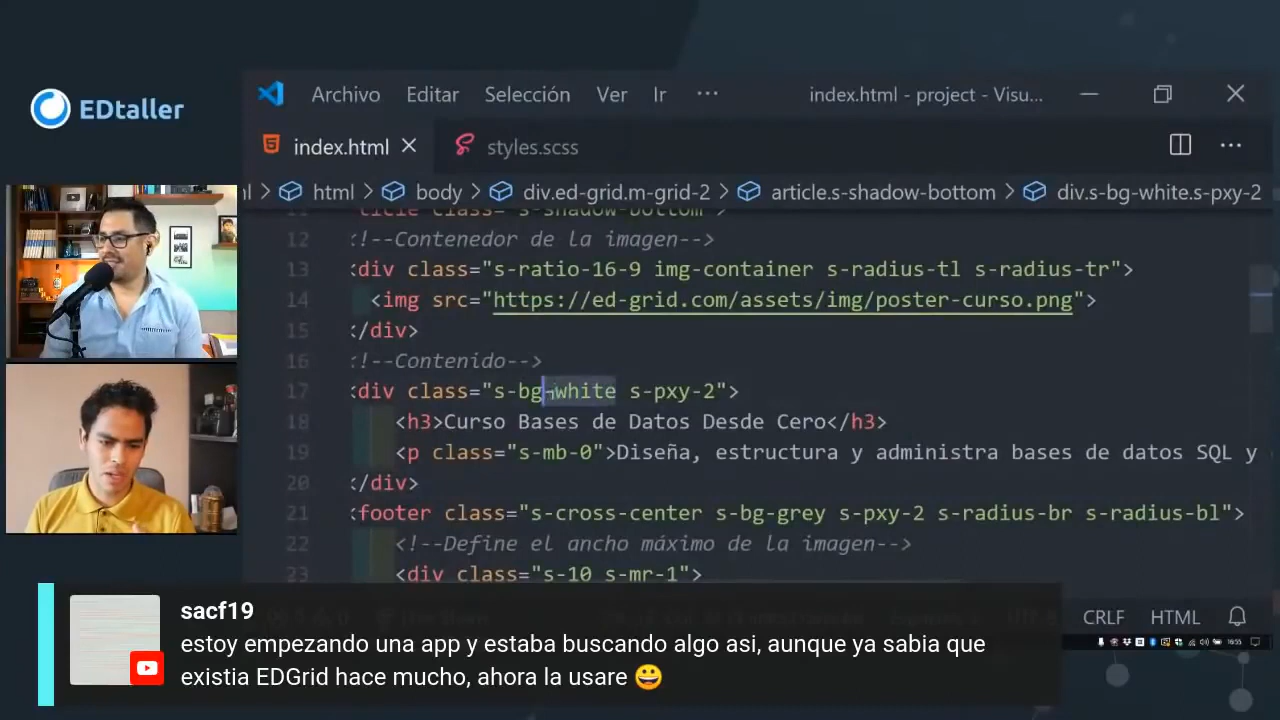 EDtaller
Archivo Editar Selección Ver Ir ··· index.html - project - Visu...
index.html styles.scss ···
html > body > div.ed-grid.m-grid-2 > article.s-shadow-bottom > div.s-bg-white.s-pxy-2
12 !--Contenedor de la imagen-->
13 <div class="s-ratio-16-9 img-container s-radius-tl s-radius-tr">
14 <img src="https://ed-grid.com/assets/img/poster-curso.png">
15 </div>
16 !--Contenido-->
17 <div class="s-bg-white s-pxy-2">
18 <h3>Curso Bases de Datos Desde Cero</h3>
19 <p class="s-mb-0">Diseña, estructura y administra bases de datos SQL y
20 </div>
21 <footer class="s-cross-center s-bg-grey s-pxy-2 s-radius-br s-radius-bl">
22 <!--Define el ancho máximo de la imagen-->
23 <div class="s-10 s-mr-1">
CRLF HTML
sacf19
estoy empezando una app y estaba buscando algo asi, aunque ya sabia que
existia EDGrid hace mucho, ahora la usare 😀